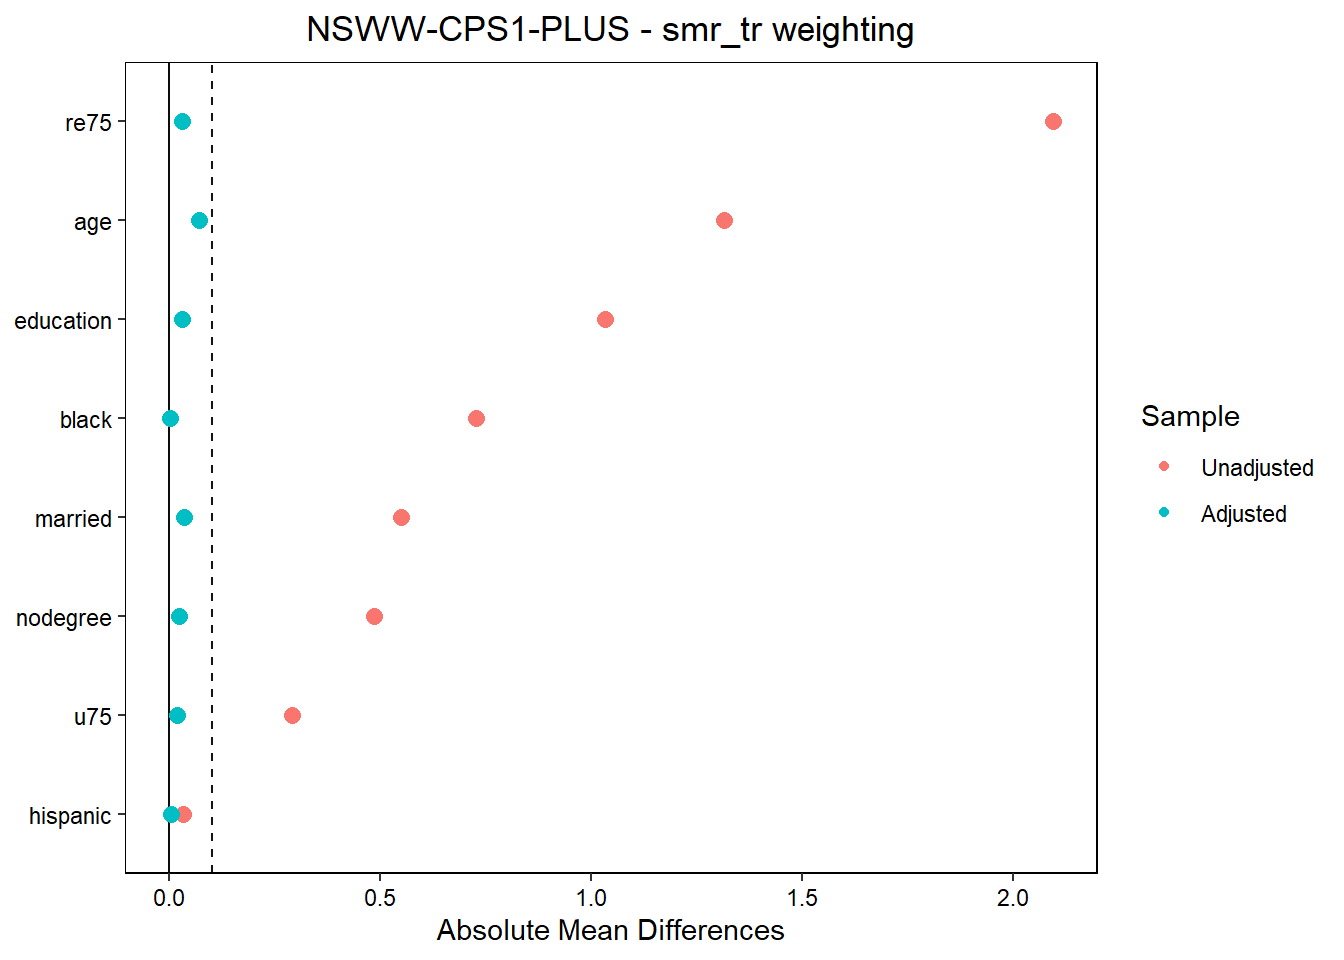 NSWW-CPS1-PLUS - smr_tr weighting
re75
age
education
black
married
nodegree
u75
hispanic
0.0 0.5 1.0 1.5 2.0
Absolute Mean Differences
Sample
Unadjusted
Adjusted